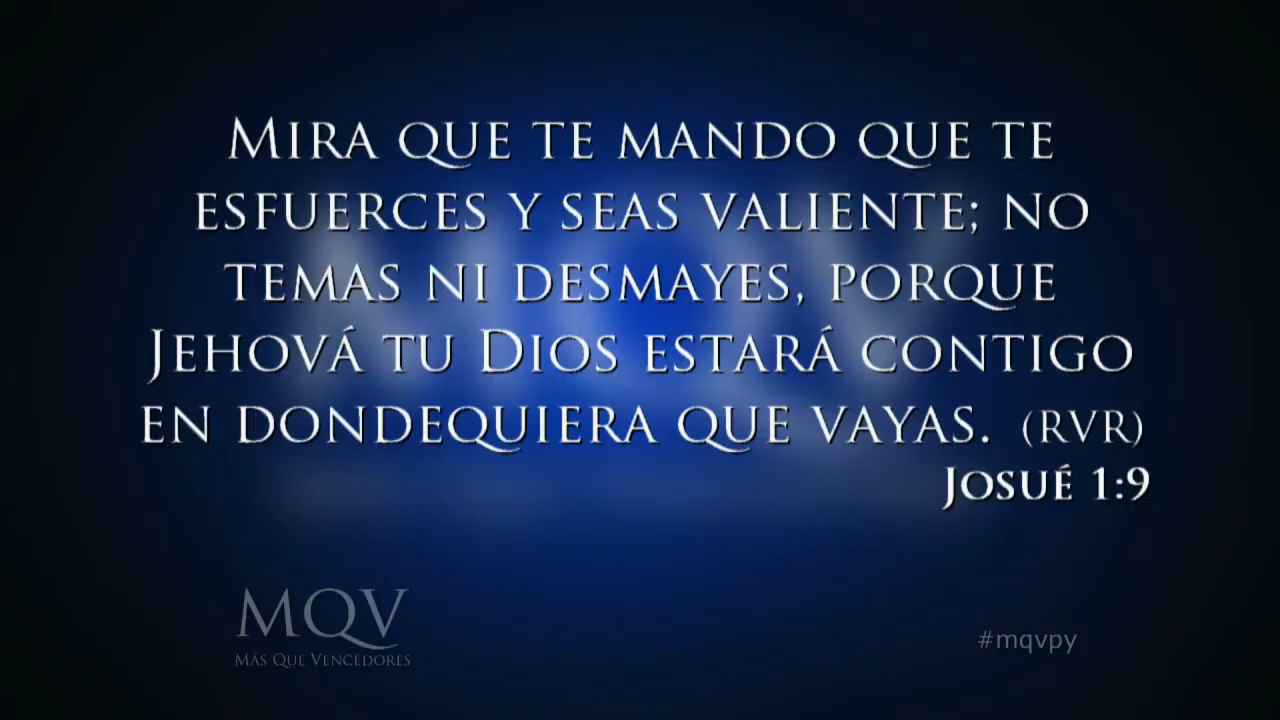 Mira que te mando que te
esfuerces y seas valiente; no
temas ni desmayes, porque
Jehová tu Dios estará contigo
en dondequiera que vayas. (RVR)
Josué 1:9
MQV
Más Que Vencedores
#mqvpy